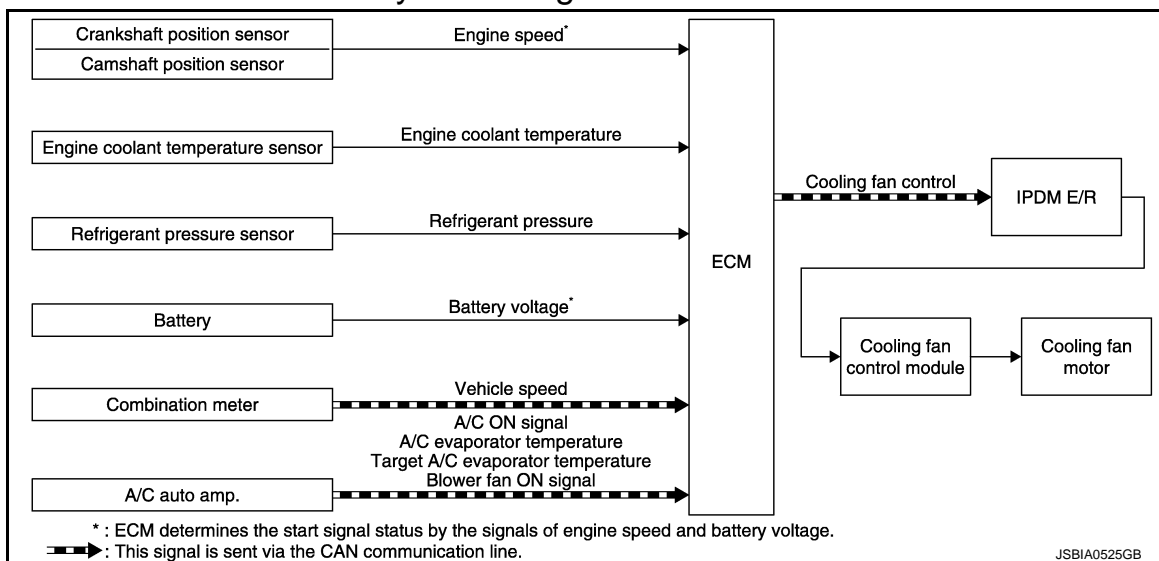 Crankshaft position sensor
Camshaft position sensor
Engine speed*
Engine coolant temperature sensor
Engine coolant temperature
Refrigerant pressure sensor
Refrigerant pressure
Battery
Battery voltage*
Combination meter
Vehicle speed
A/C auto amp.
A/C ON signal
A/C evaporator temperature
Target A/C evaporator temperature
Blower fan ON signal
ECM
Cooling fan control
IPDM E/R
Cooling fan
control module
Cooling fan
motor
* : ECM determines the start signal status by the signals of engine speed and battery voltage.
: This signal is sent via the CAN communication line.
JSBIA0525GB